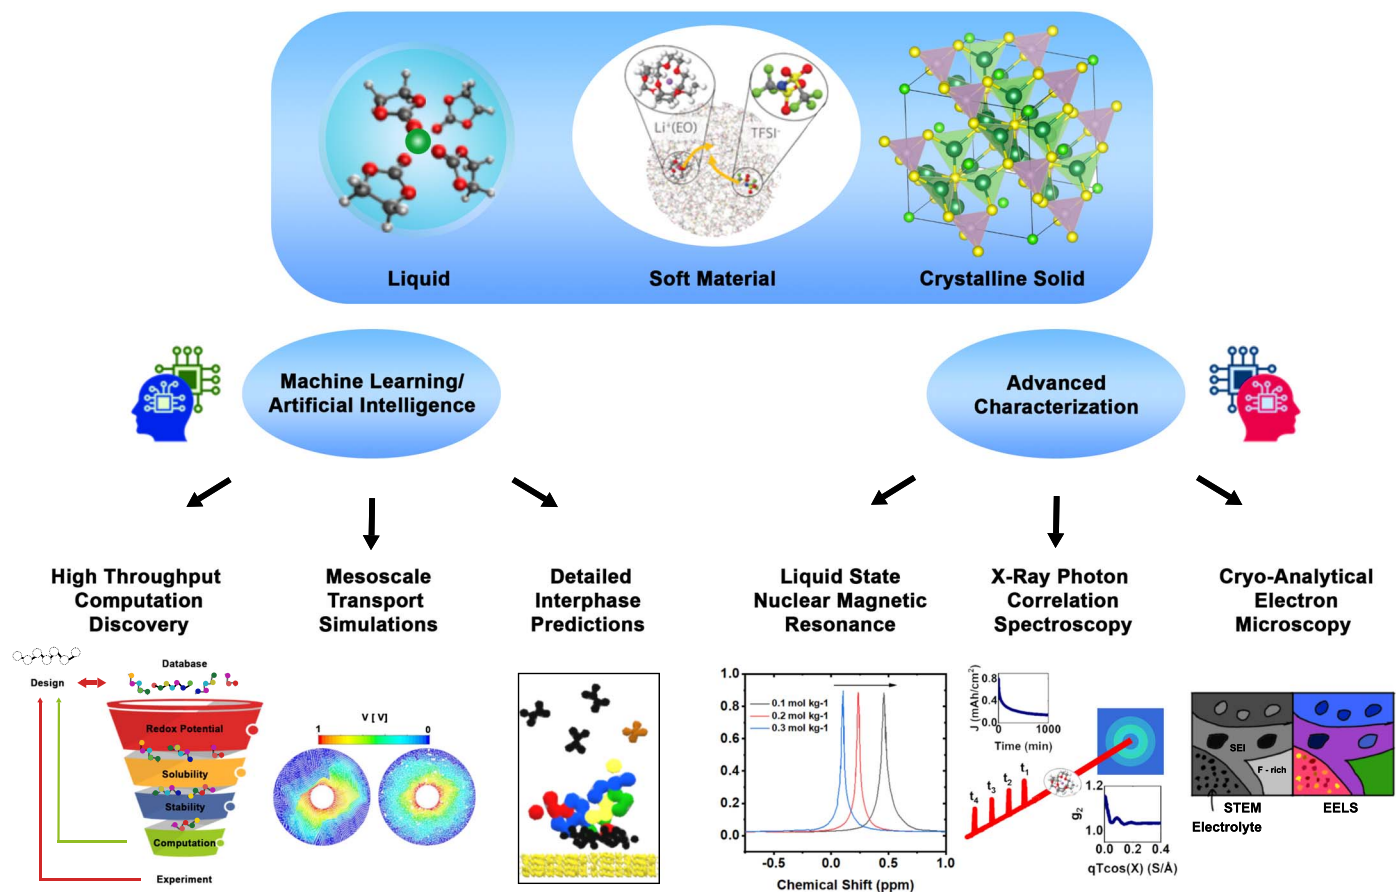 Li⁺(EO)
TFSI⁻
Liquid
Soft Material
Crystalline Solid
Machine Learning/
Artificial Intelligence
Advanced
Characterization
High Throughput
Computation
Discovery
Mesoscale
Transport
Simulations
Detailed
Interphase
Predictions
Liquid State
Nuclear Magnetic
Resonance
X-Ray Photon
Correlation
Spectroscopy
Cryo-Analytical
Electron
Microscopy
Database
Design
Redox Potential
Solubility
Stability
Computation
Experiment
V [ V]
1
0
1.0
0.8
0.6
0.4
0.2
0.0
0.1 mol kg-1
0.2 mol kg-1
0.3 mol kg-1
-0.5
0.0
0.5
1.0
Chemical Shift (ppm)
J (mAh/cm²)
0.8
0.4
0.0
0
1000
Time (min)
t₄
t₃
t₂
t₁
g₂
1.2
1.0
0.0
0.2
0.4
qTcos(X) (S/Å)
SEI
F - rich
STEM
EELS
Electrolyte